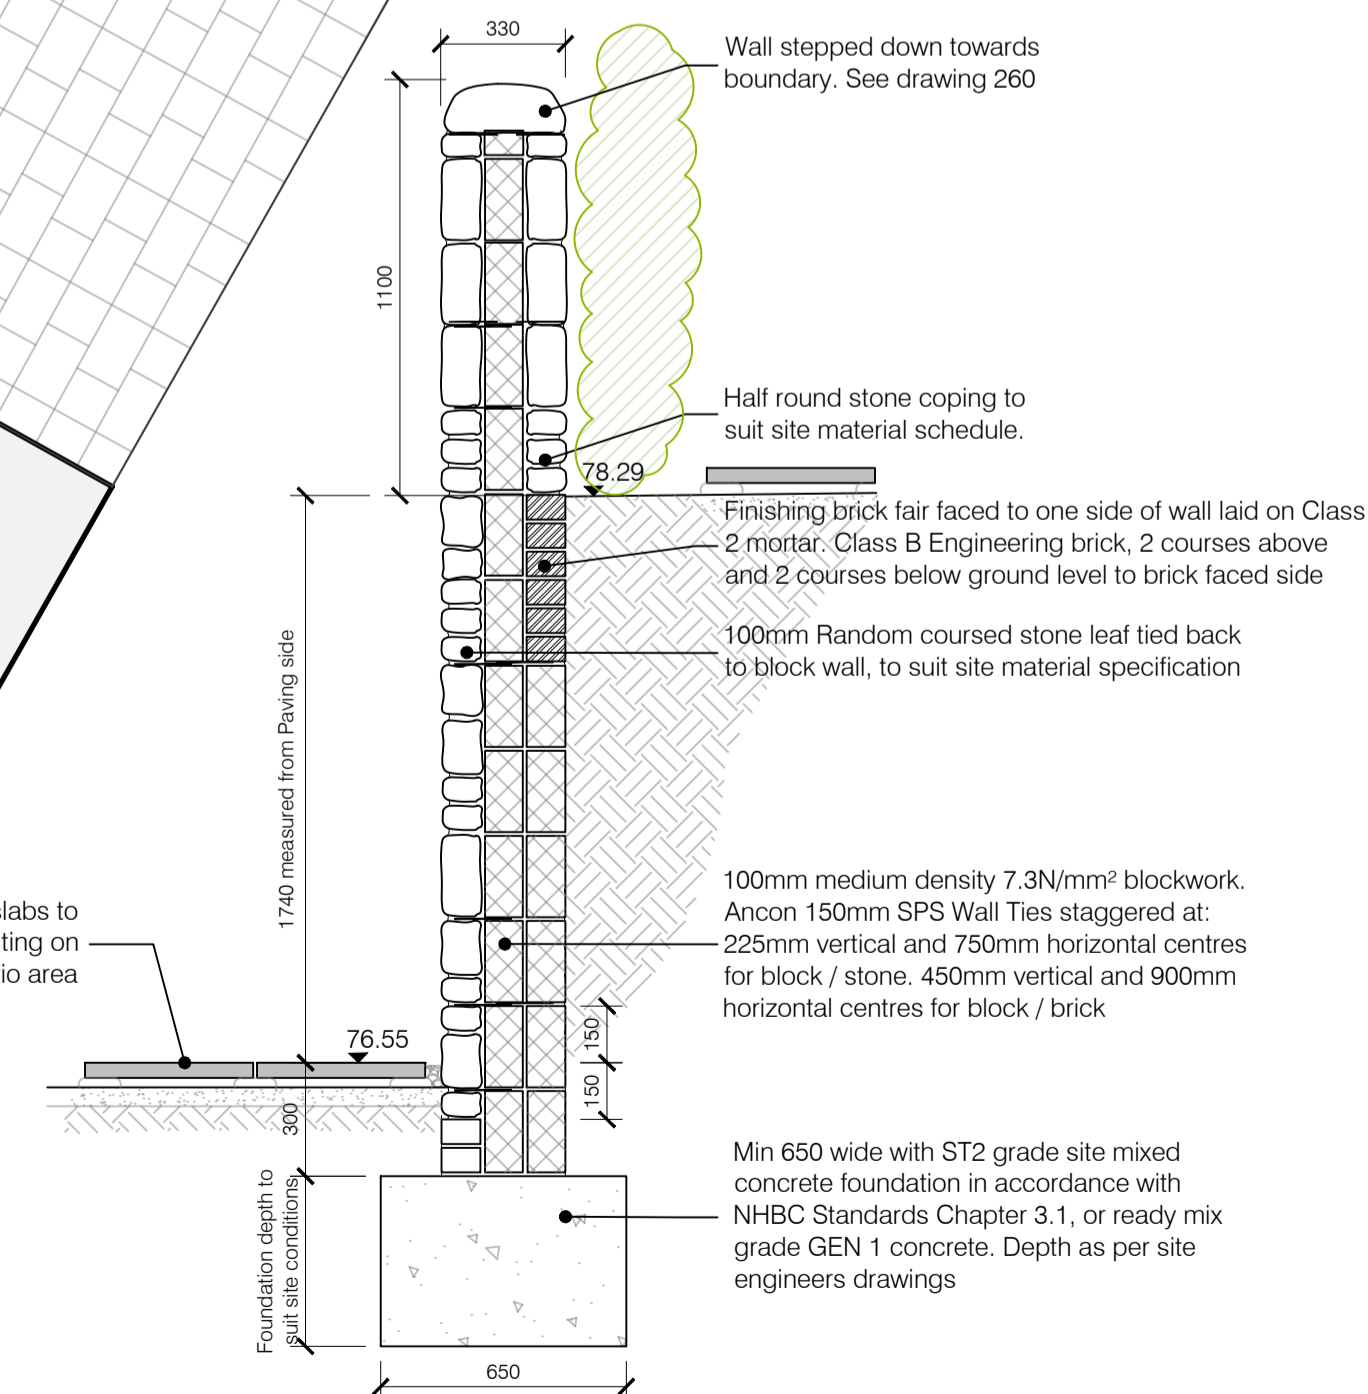 330
Wall stepped down towards
boundary. See drawing 260
1100
Half round stone coping to
suit site material schedule.
78.29
Finishing brick fair faced to one side of wall laid on Class
2 mortar. Class B Engineering brick, 2 courses above
and 2 courses below ground level to brick faced side
100mm Random coursed stone leaf tied back
to block wall, to suit site material specification
1740 measured from Paving side
100mm medium density 7.3N/mm² blockwork.
Ancon 150mm SPS Wall Ties staggered at:
225mm vertical and 750mm horizontal centres
for block / stone. 450mm vertical and 900mm
horizontal centres for block / brick
slabs to
ting on
io area
76.55
150
150
300
Min 650 wide with ST2 grade site mixed
concrete foundation in accordance with
NHBC Standards Chapter 3.1, or ready mix
grade GEN 1 concrete. Depth as per site
engineers drawings
Foundation depth to
suit site conditions
650